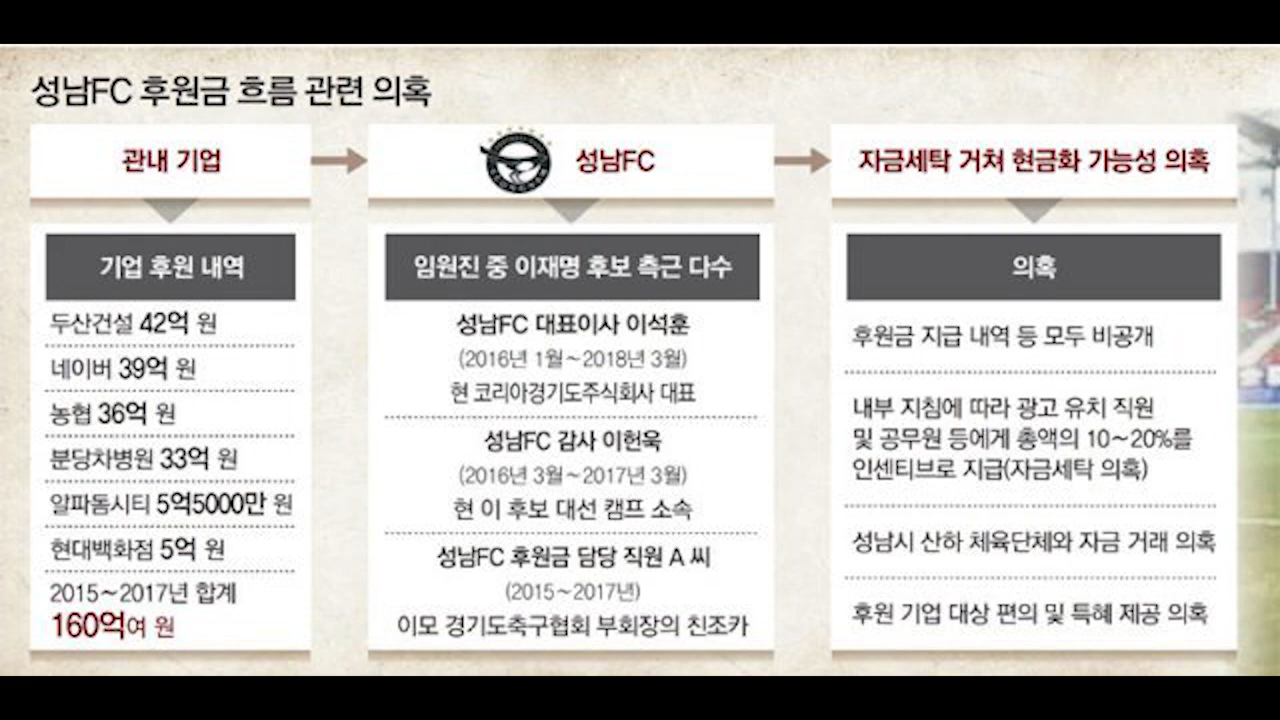 성남FC 후원금 흐름 관련 의혹
관내 기업
기업 후원 내역
두산건설 42억 원
네이버 39억 원
농협 36억 원
분당차병원 33억 원
알파돔시티 5억5000만 원
현대백화점 5억 원
2015~2017년 합계
160억여 원
성남FC
임원진 중 이재명 후보 측근 다수
성남FC 대표이사 이석훈
(2016년 1월~2018년 3월)
현 코리아경기도주식회사 대표
성남FC 감사 이헌욱
(2016년 3월~2017년 3월)
현 이 후보 대선 캠프 소속
성남FC 후원금 담당 직원 A 씨
(2015~2017년)
이모 경기도축구협회 부회장의 친조카
자금세탁 거쳐 현금화 가능성 의혹
의혹
후원금 지급 내역 등 모두 비공개
내부 지침에 따라 광고 유치 직원
및 공무원 등에게 총액의 10~20%를
인센티브로 지급(자금세탁 의혹)
성남시 산하 체육단체와 자금 거래 의혹
후원 기업 대상 편의 및 특혜 제공 의혹